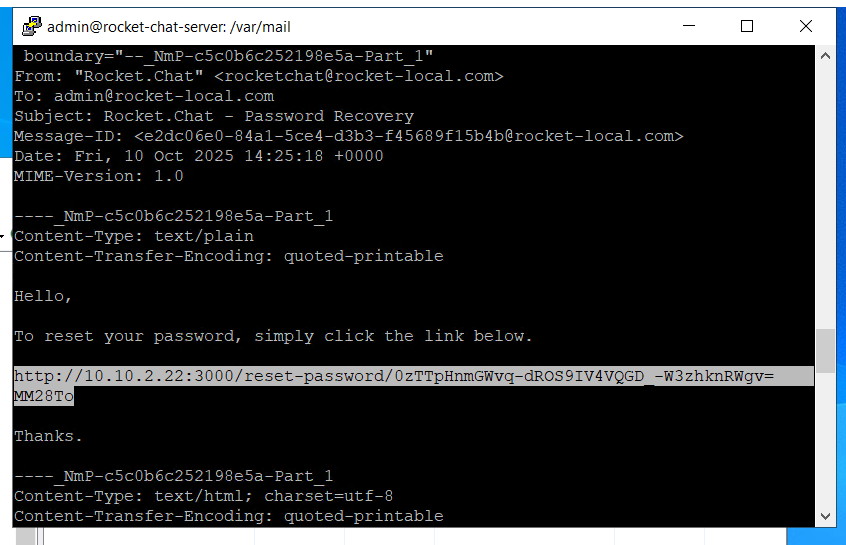 admin@rocket-chat-server: /var/mail
boundary="--_NmP-c5c0b6c252198e5a-Part_1"
From: "Rocket.Chat" <rocketchat@rocket-local.com>
To: admin@rocket-local.com
Subject: Rocket.Chat - Password Recovery
Message-ID: <e2dc06e0-84a1-5ce4-d3b3-f45689f15b4b@rocket-local.com>
Date: Fri, 10 Oct 2025 14:25:18 +0000
MIME-Version: 1.0
----_NmP-c5c0b6c252198e5a-Part_1
Content-Type: text/plain
Content-Transfer-Encoding: quoted-printable
Hello,
To reset your password, simply click the link below.
http://10.10.2.22:3000/reset-password/0zTTpHnmGWvq-dROS9IV4VQGD_-W3zhknRWgv=
MM28To
Thanks.
----_NmP-c5c0b6c252198e5a-Part_1
Content-Type: text/html; charset=utf-8
Content-Transfer-Encoding: quoted-printable